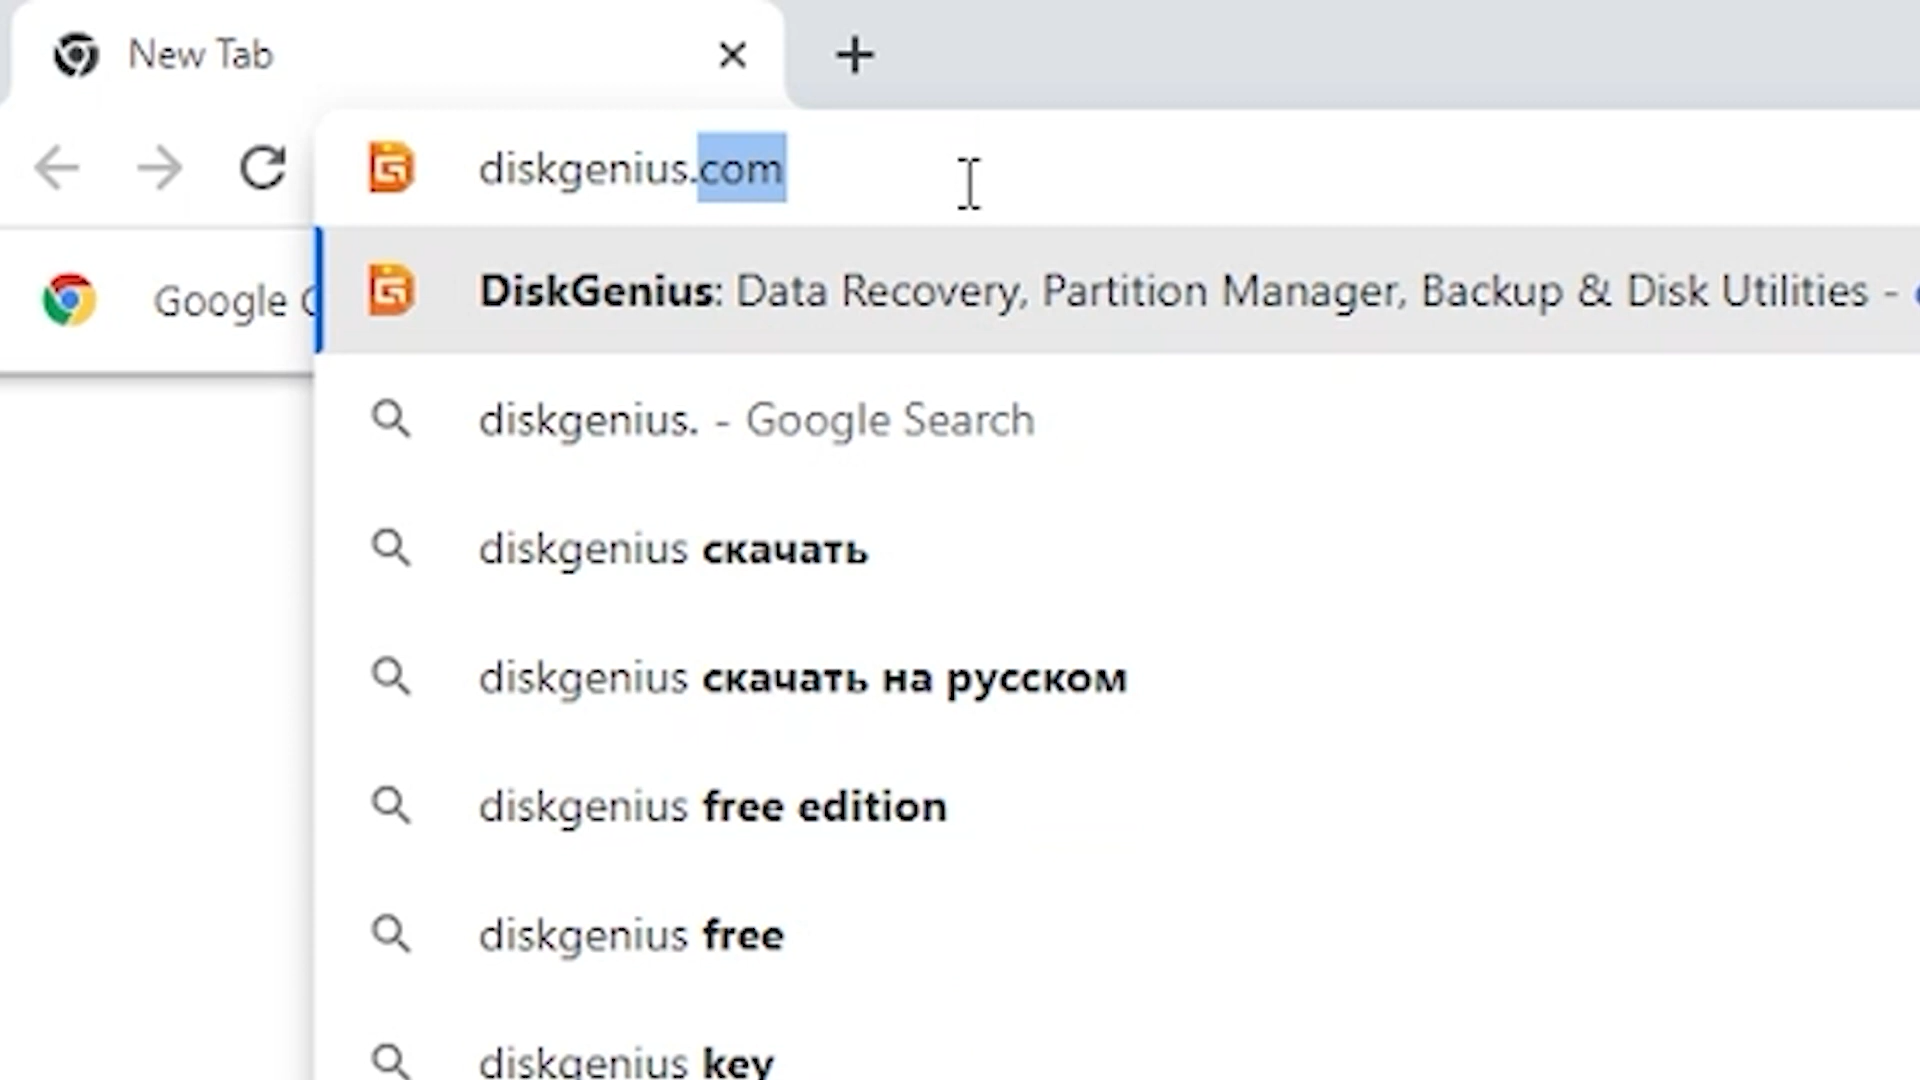 New Tab
diskgenius.com
Google
DiskGenius: Data Recovery, Partition Manager, Backup & Disk Utilities -
diskgenius. - Google Search
diskgenius скачать
diskgenius скачать на русском
diskgenius free edition
diskgenius free
diskgenius key